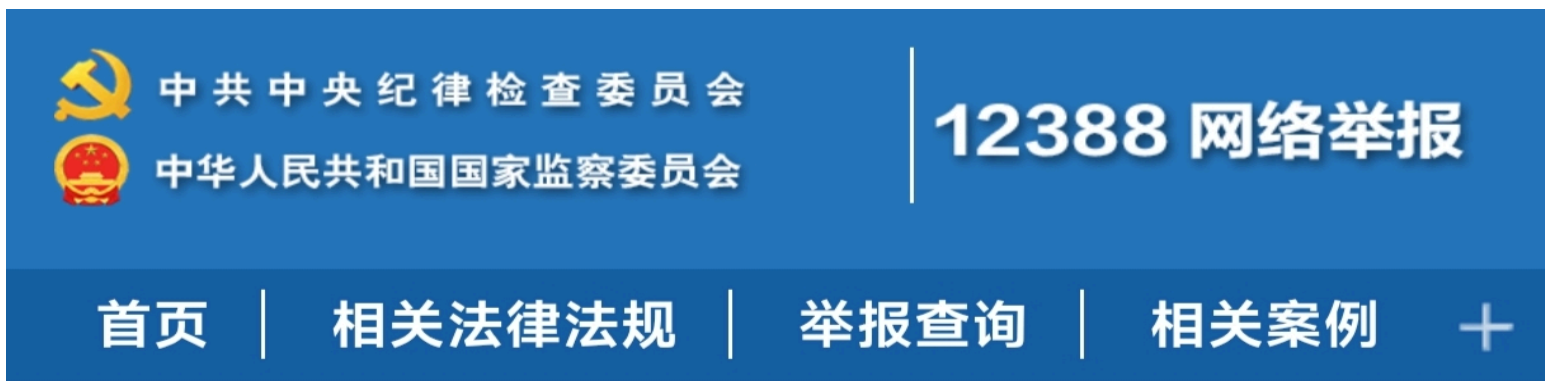 中共中央纪律检查委员会
中华人民共和国国家监察委员会
12388 网络举报
首页 相关法律法规 举报查询 相关案例 +